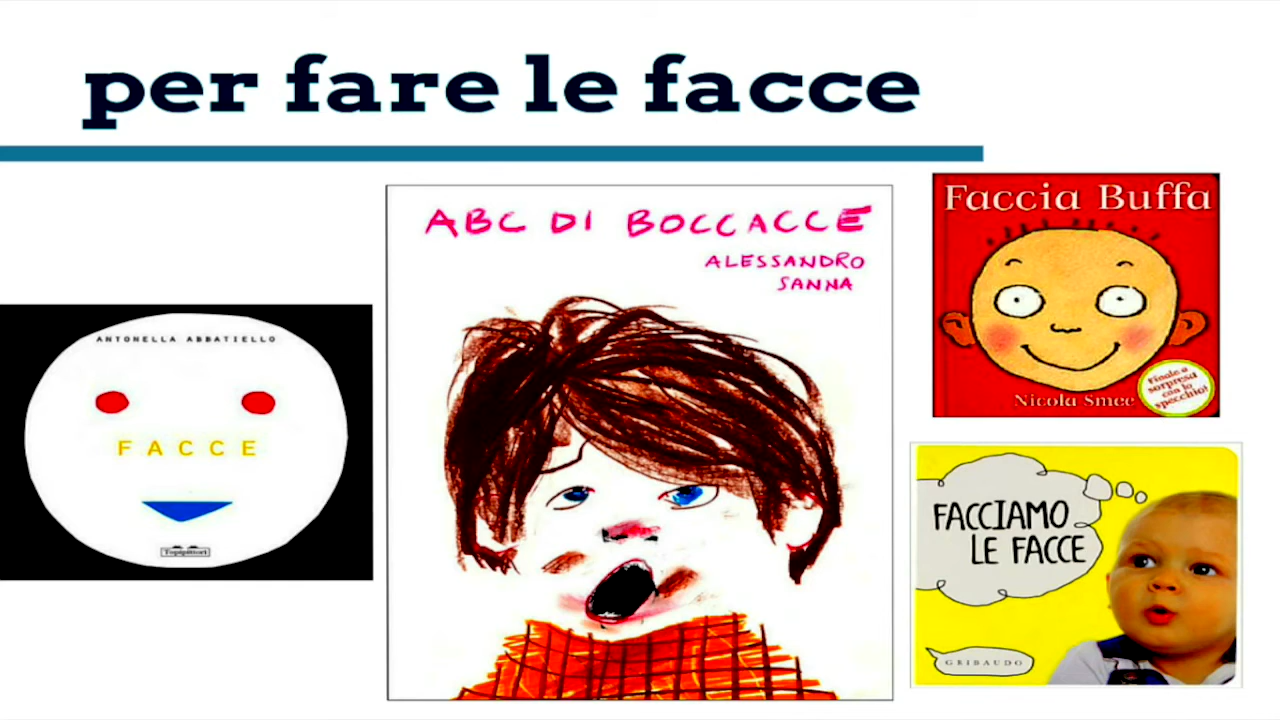 per fare le facce
ANTONELLA ABBATIELLO
FACCE
Topipittori
ABC DI BOCCACCE
ALESSANDRO
SANNA
Faccia Buffa
Nicola Smee
Finale a
sorpresa
con lo
specchio!
FACCIAMO
LE FACCE
GRIBAUDO